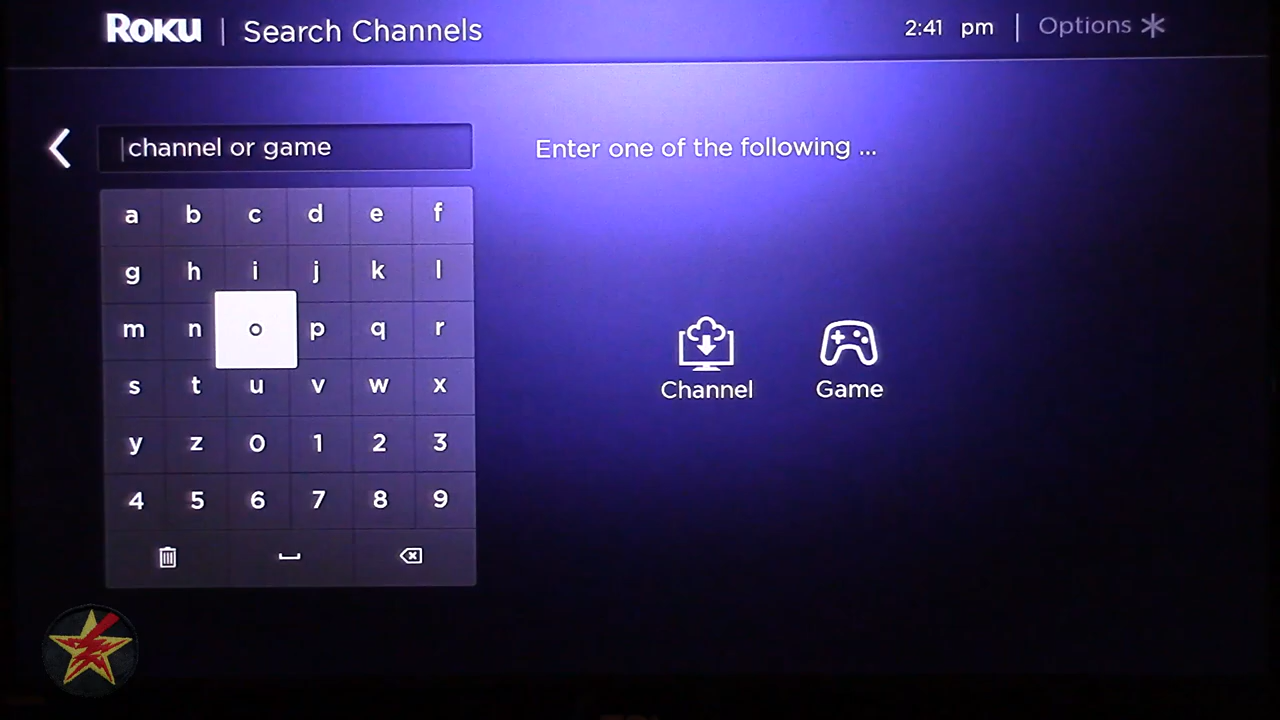 Roku | Search Channels
2:41 pm | Options
channel or game
Enter one of the following ...
a b c d e f
g h i j k l
m n o p q r
s t u v w x
y z 0 1 2 3
4 5 6 7 8 9
Channel Game